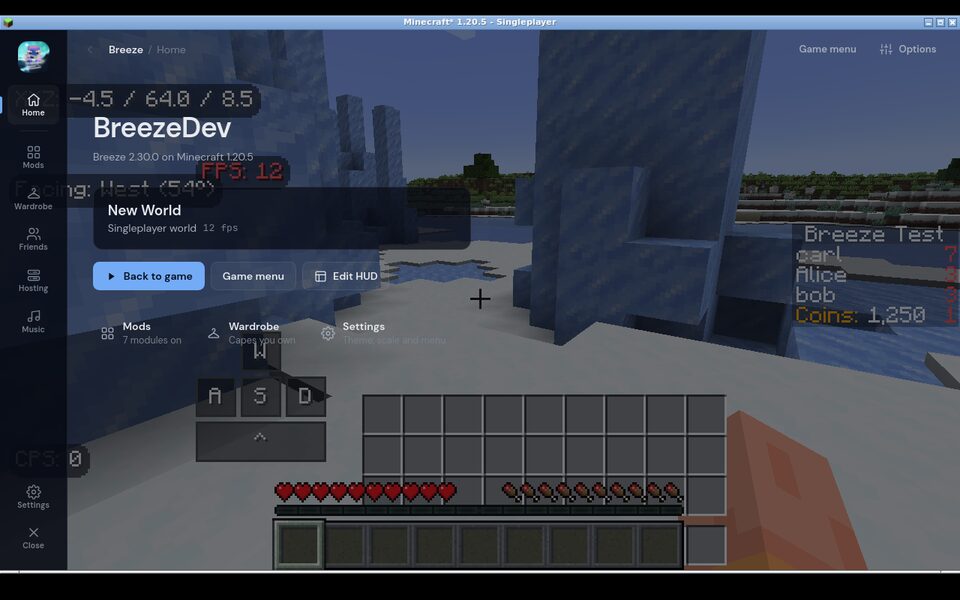 Minecraft* 1.20.5 - Singleplayer
Breeze / Home
Game menu
Options
-4.5 / 64.0 / 8.5
Home
BreezeDev
Breeze 2.30.0 on Minecraft 1.20.5
FPS: 12
Mods
Facing: West (54°)
Wardrobe
New World
Singleplayer world 12 fps
Friends
Breeze Test
carl 7
Alice
bob
Coins: 1,250 1
Back to game
Game menu
Edit HUD
Hosting
Music
Mods
7 modules on
Wardrobe
Capes you own
Settings
Theme, scale and menu
W
A S D
^
CPS: 0
Settings
Close